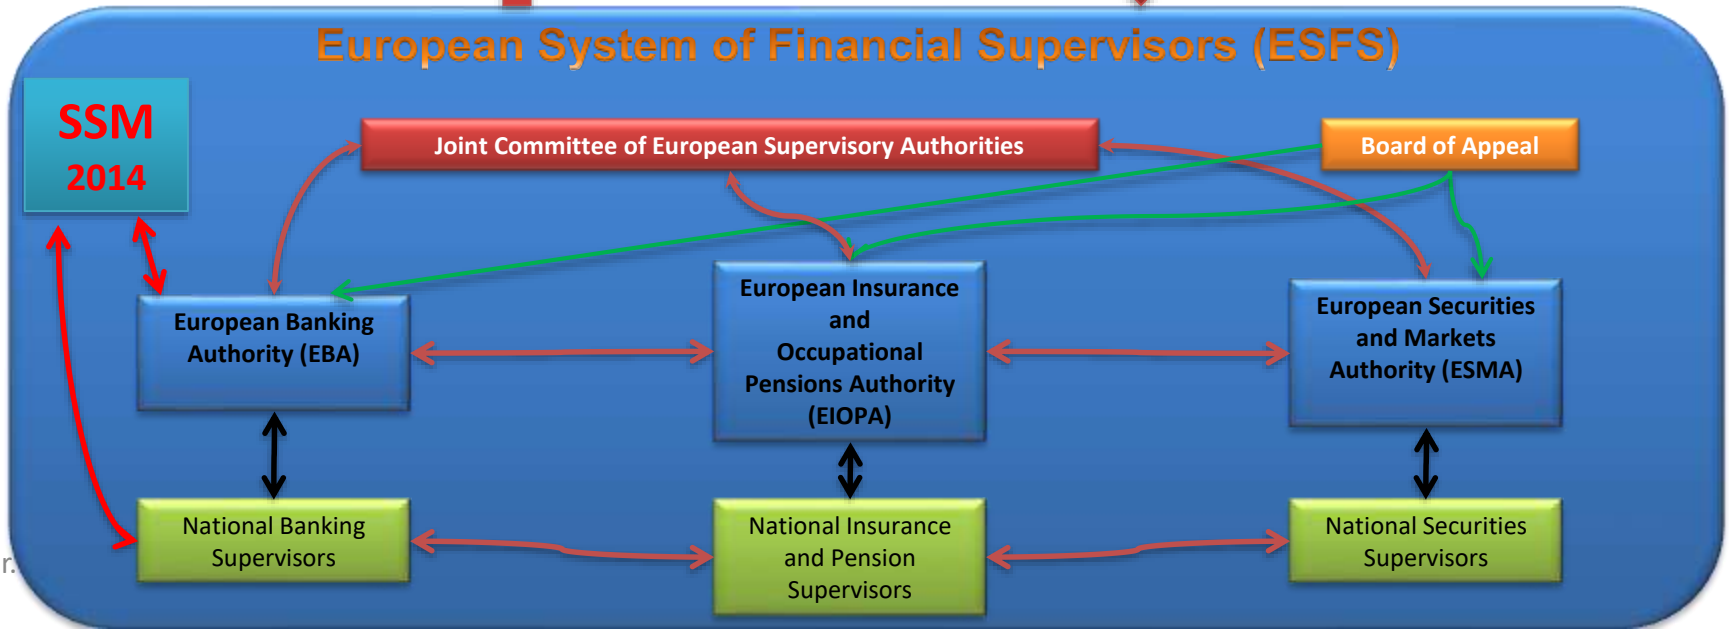 European System of Financial Supervisors (ESFS)
SSM
2014
Joint Committee of European Supervisory Authorities
Board of Appeal
European Banking
Authority (EBA)
European Insurance
and
Occupational
Pensions Authority
(EIOPA)
European Securities
and Markets
Authority (ESMA)
National Banking
Supervisors
National Insurance
and Pension
Supervisors
National Securities
Supervisors
r.